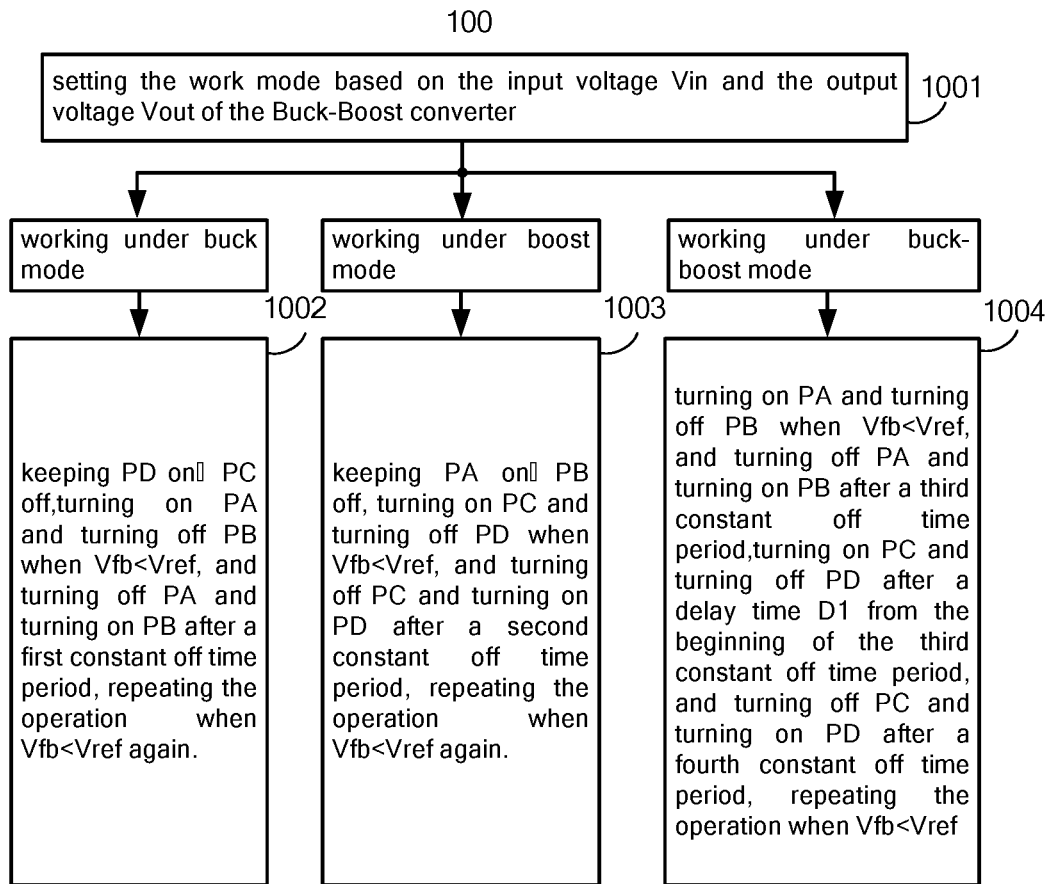 100
setting the work mode based on the input voltage Vin and the output
voltage Vout of the Buck-Boost converter
1001
working under buck
mode
working under boost
mode
working under buck-
boost mode
1002
keeping PD on▯ PC
off,turning on PA
and turning off PB
when Vfb<Vref, and
turning off PA and
turning on PB after a
first constant off time
period, repeating the
operation when
Vfb<Vref again.
1003
keeping PA on▯ PB
off, turning on PC and
turning off PD when
Vfb<Vref, and turning
off PC and turning on
PD after a second
constant off time
period, repeating the
operation when
Vfb<Vref again.
1004
turning on PA and turning
off PB when Vfb<Vref,
and turning off PA and
turning on PB after a third
constant off time
period,turning on PC and
turning off PD after a
delay time D1 from the
beginning of the third
constant off time period,
and turning off PC and
turning on PD after a
fourth constant off time
period, repeating the
operation when Vfb<Vref